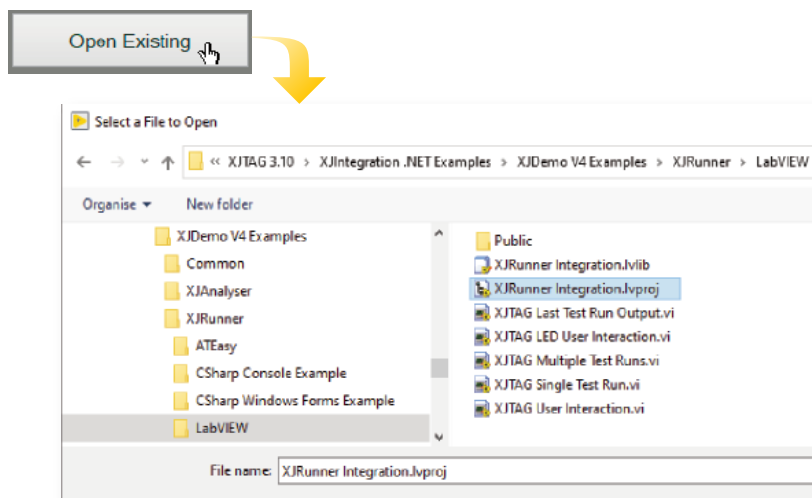 Open Existing
Select a File to Open
« XJTAG 3.10 > XJIntegration .NET Examples > XJDemo V4 Examples > XJRunner > LabVIEW
Organise New folder
XJDemo V4 Examples
Common
XJAnalyser
XJRunner
ATEasy
CSharp Console Example
CSharp Windows Forms Example
LabVIEW
Public
XJRunner Integration.lvlib
XJRunner Integration.lvproj
XJTAG Last Test Run Output.vi
XJTAG LED User Interaction.vi
XJTAG Multiple Test Runs.vi
XJTAG Single Test Run.vi
XJTAG User Interaction.vi
File name: XJRunner Integration.lvproj